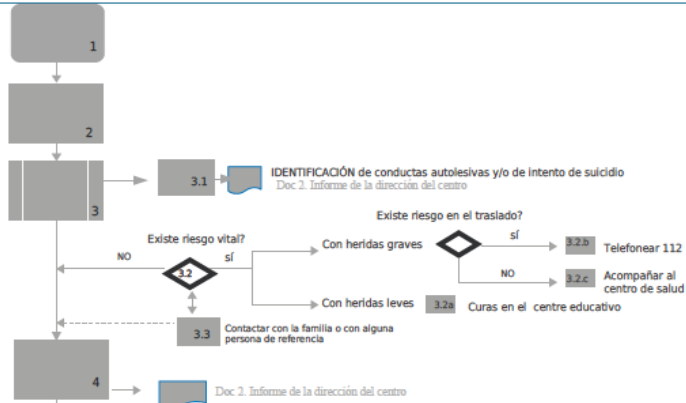 1
2
3
3.1
IDENTIFICACIÓN de conductas autolesivas y/o de intento de suicidio
Doc 2. Informe de la dirección del centro
Existe riesgo en el traslado?
Existe riesgo vital?
NO
3.2
sí
Con heridas graves
sí
3.2.b
Telefonear 112
NO
3.2.c
Acompañar al
centro de salud
Con heridas leves
3.2a
Curas en el centre educativo
3.3
Contactar con la familia o con alguna
persona de referencia
4
Doc 2. Informe de la dirección del centro